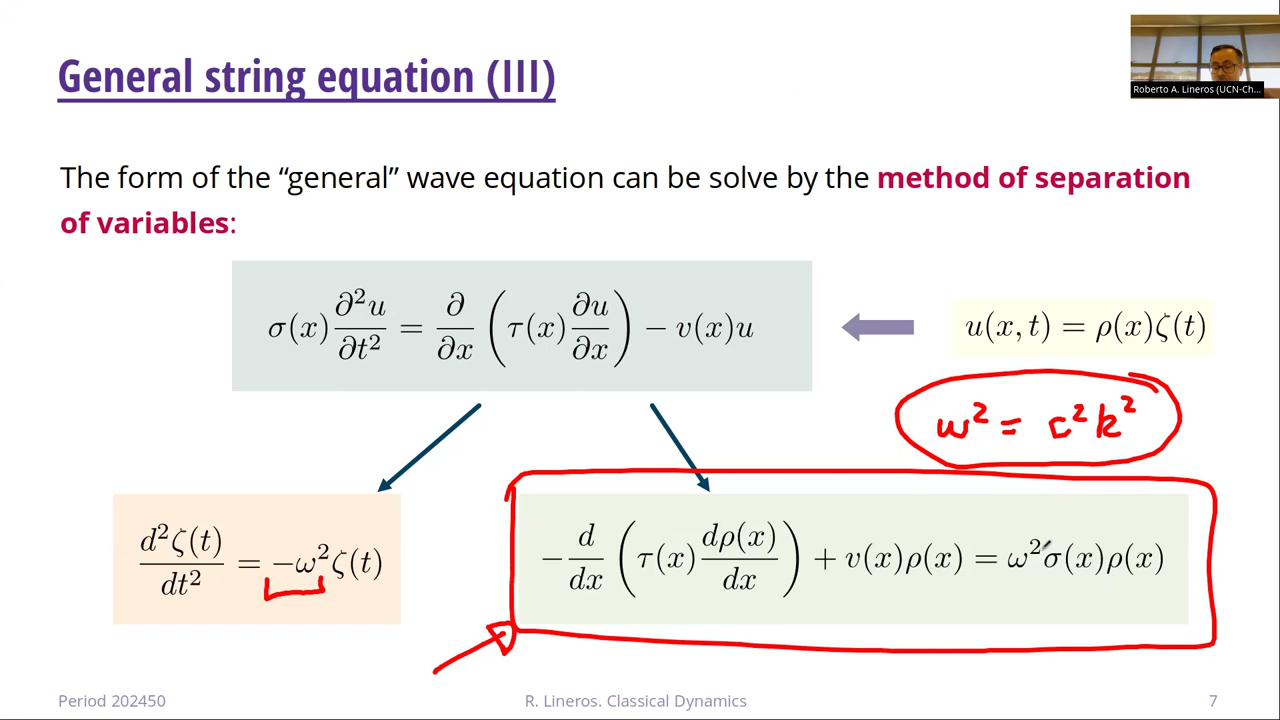 General string equation (III)
Roberto A. Lineros (UCN-Ch...
The form of the “general” wave equation can be solve by the method of separation
of variables:
σ(x) ∂²u/∂t² = ∂/∂x (τ(x) ∂u/∂x) − v(x)u
u(x, t) = ρ(x)ζ(t)
w² = c²k²
d²ζ(t)/dt² = −ω²ζ(t)
− d/dx (τ(x) dρ(x)/dx) + v(x)ρ(x) = ω²σ(x)ρ(x)
Period 202450
R. Lineros. Classical Dynamics
7